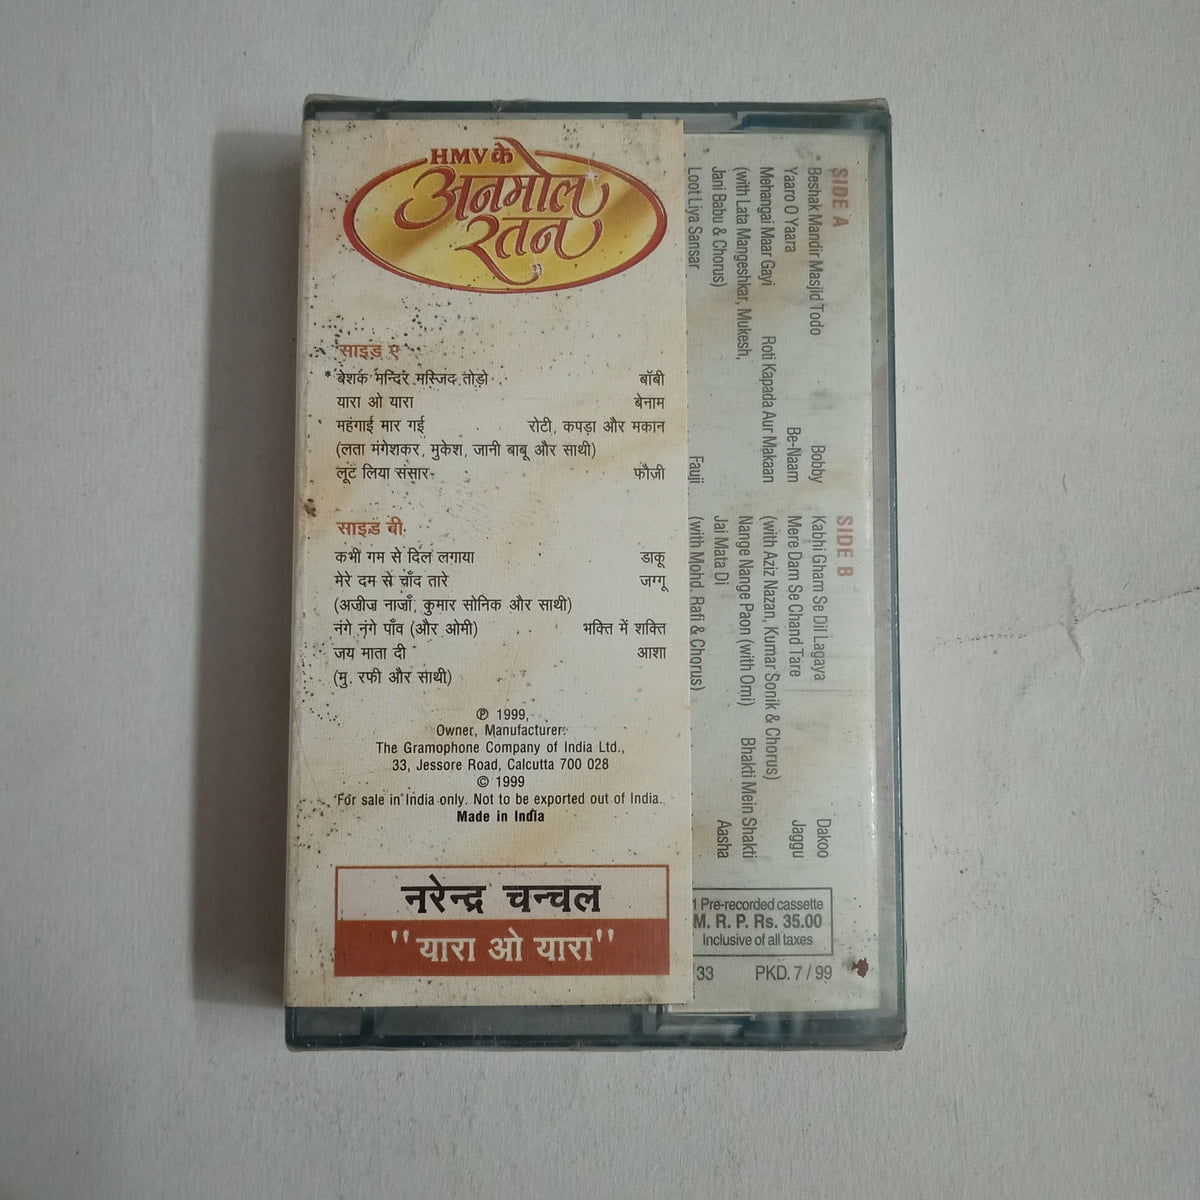 HMV के
अनमोल
रतन
साइड ए
* बेशक मन्दिर मस्जिद तोड़ो बॉबी
यारा ओ यारा बेनाम
महंगाई मार गई रोटी, कपड़ा और मकान
(लता मंगेशकर, मुकेश, जानी बाबू और साथी)
लूट लिया संसार फौजी
साइड बी
कभी गम से दिल लगाया डाकू
मेरे दम से चाँद तारे जग्गू
(अजीज नाजाँ, कुमार सोनिक और साथी)
नंगे नंगे पाँव (और ओमी) भक्ति में शक्ति
जय माता दी आशा
(मु. रफी और साथी)
℗ 1999,
Owner, Manufacturer:
The Gramophone Company of India Ltd.,
33, Jessore Road, Calcutta 700 028
© 1999
For sale in India only. Not to be exported out of India.
Made in India
नरेन्द्र चन्चल
"यारा ओ यारा"
SIDE A
Beshak Mandir Masjid Todo Bobby
Yaaro O Yaara Be-Naam
Mehangai Maar Gayi Roti Kapada Aur Makaan
(with Lata Mangeshkar, Mukesh,
Jani Babu & Chorus)
Loot Liya Sansar Fauji
SIDE B
Kabhi Gham Se Dil Lagaya Dakoo
Mere Dam Se Chand Tare Jaggu
(with Aziz Nazan, Kumar Sonik & Chorus)
Nange Nange Paon (with Omi) Bhakti Mein Shakti
Jai Mata Di Aasha
(with Mohd. Rafi & Chorus)
1 Pre-recorded cassette
M. R. P. Rs. 35.00
Inclusive of all taxes
33 PKD. 7 / 99